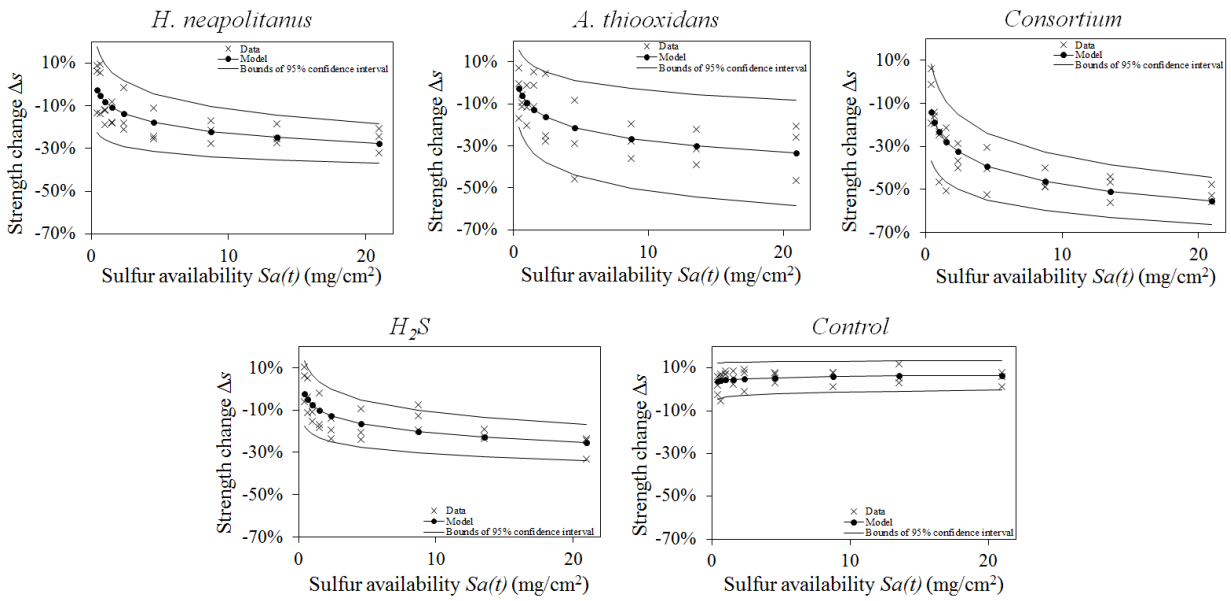 H. neapolitanus
A. thiooxidans
Consortium
Strength change Δs
10%
-10%
-30%
-50%
-70%
Data
Model
Bounds of 95% confidence interval
0
10
20
Sulfur availability Sa(t) (mg/cm²)
Strength change Δs
10%
-10%
-30%
-50%
-70%
Data
Model
Bounds of 95% confidence interval
0
10
20
Sulfur availability Sa(t) (mg/cm²)
Strength change Δs
10%
-10%
-30%
-50%
-70%
Data
Model
Bounds of 95% confidence interval
0
10
20
Sulfur availability Sa(t) (mg/cm²)
H₂S
Control
Strength change Δs
10%
-10%
-30%
-50%
-70%
Data
Model
Bounds of 95% confidence interval
0
10
20
Sulfur availability Sa(t) (mg/cm²)
Strength change Δs
10%
-10%
-30%
-50%
-70%
Data
Model
Bounds of 95% confidence interval
0
10
20
Sulfur availability Sa(t) (mg/cm²)